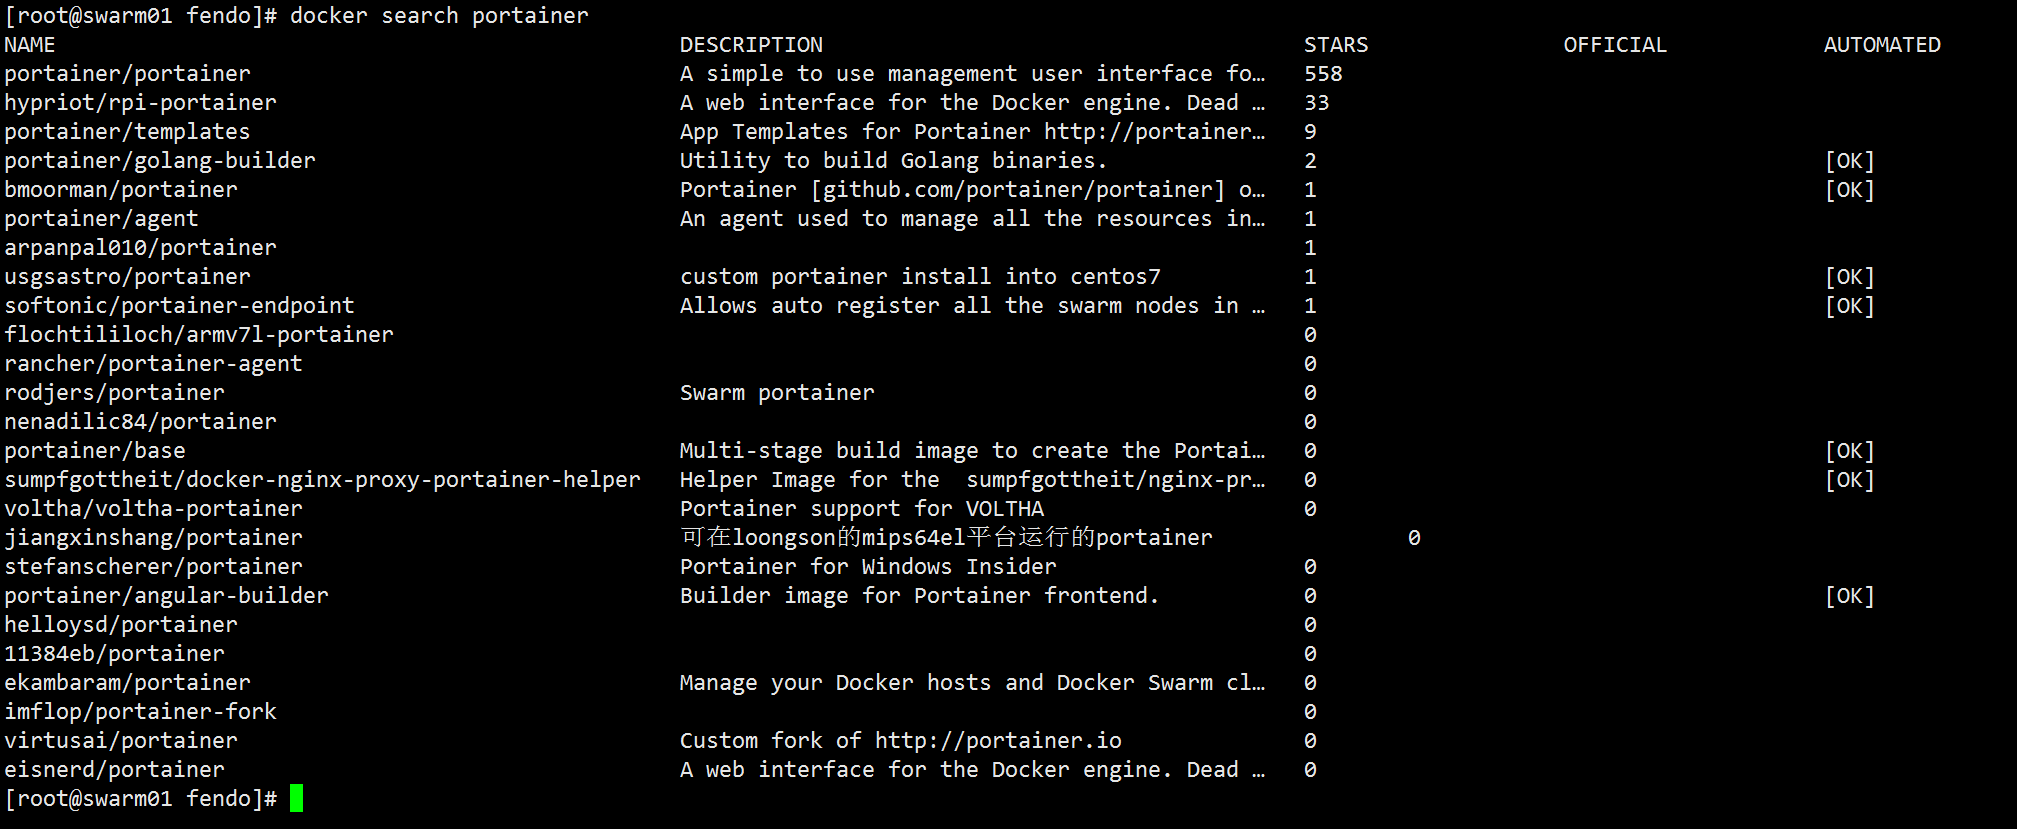 [root@swarm01 fendo]# docker search portainer
NAME DESCRIPTION STARS OFFICIAL AUTOMATED
portainer/portainer A simple to use management user interface fo… 558
hypriot/rpi-portainer A web interface for the Docker engine. Dead … 33
portainer/templates App Templates for Portainer http://portainer… 9
portainer/golang-builder Utility to build Golang binaries. 2 [OK]
bmoorman/portainer Portainer [github.com/portainer/portainer] o… 1 [OK]
portainer/agent An agent used to manage all the resources in… 1
arpanpal010/portainer 1
usgsastro/portainer custom portainer install into centos7 1 [OK]
softonic/portainer-endpoint Allows auto register all the swarm nodes in … 1 [OK]
flochtililoch/armv7l-portainer 0
rancher/portainer-agent 0
rodjers/portainer Swarm portainer 0
nenadilic84/portainer 0
portainer/base Multi-stage build image to create the Portai… 0 [OK]
sumpfgottheit/docker-nginx-proxy-portainer-helper Helper Image for the  sumpfgottheit/nginx-pr… 0 [OK]
voltha/voltha-portainer Portainer support for VOLTHA 0
jiangxinshang/portainer 可在loongson的mips64el平台运行的portainer 0
stefanscherer/portainer Portainer for Windows Insider 0
portainer/angular-builder Builder image for Portainer frontend. 0 [OK]
helloysd/portainer 0
11384eb/portainer 0
ekambaram/portainer Manage your Docker hosts and Docker Swarm cl… 0
imflop/portainer-fork 0
virtusai/portainer Custom fork of http://portainer.io 0
eisnerd/portainer A web interface for the Docker engine. Dead … 0
[root@swarm01 fendo]#